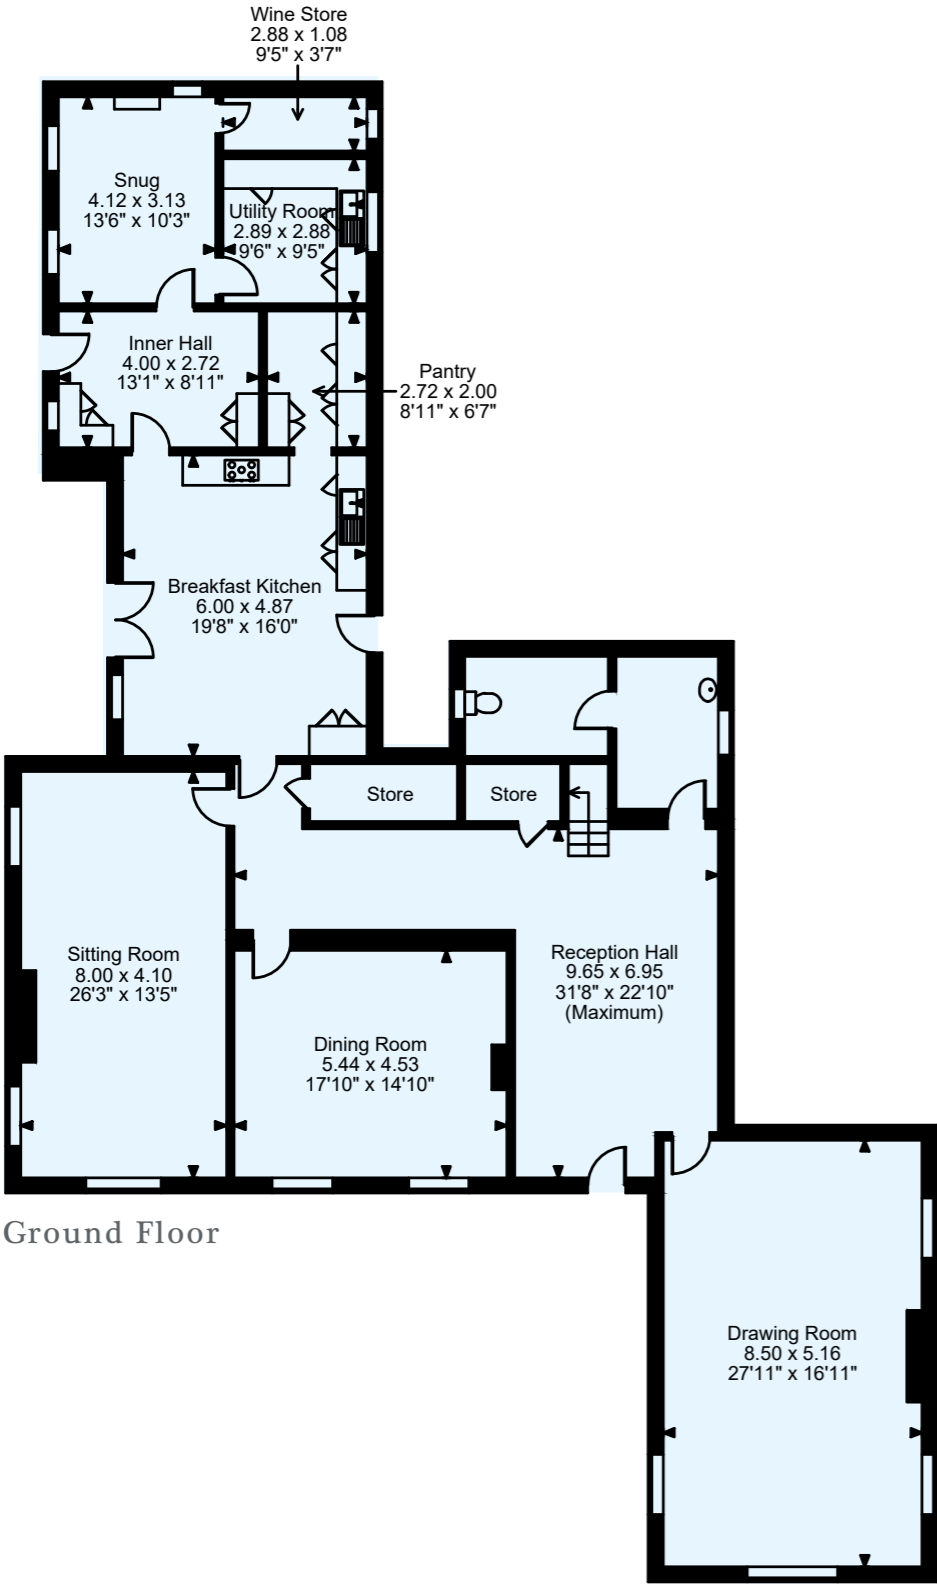 Wine Store
2.88 x 1.08
9'5" x 3'7"
Snug
4.12 x 3.13
13'6" x 10'3"
Utility Room
2.89 x 2.88
9'6" x 9'5"
Inner Hall
4.00 x 2.72
13'1" x 8'11"
Pantry
2.72 x 2.00
8'11" x 6'7"
Breakfast Kitchen
6.00 x 4.87
19'8" x 16'0"
Store
Store
Sitting Room
8.00 x 4.10
26'3" x 13'5"
Reception Hall
9.65 x 6.95
31'8" x 22'10"
(Maximum)
Dining Room
5.44 x 4.53
17'10" x 14'10"
Ground Floor
Drawing Room
8.50 x 5.16
27'11" x 16'11"